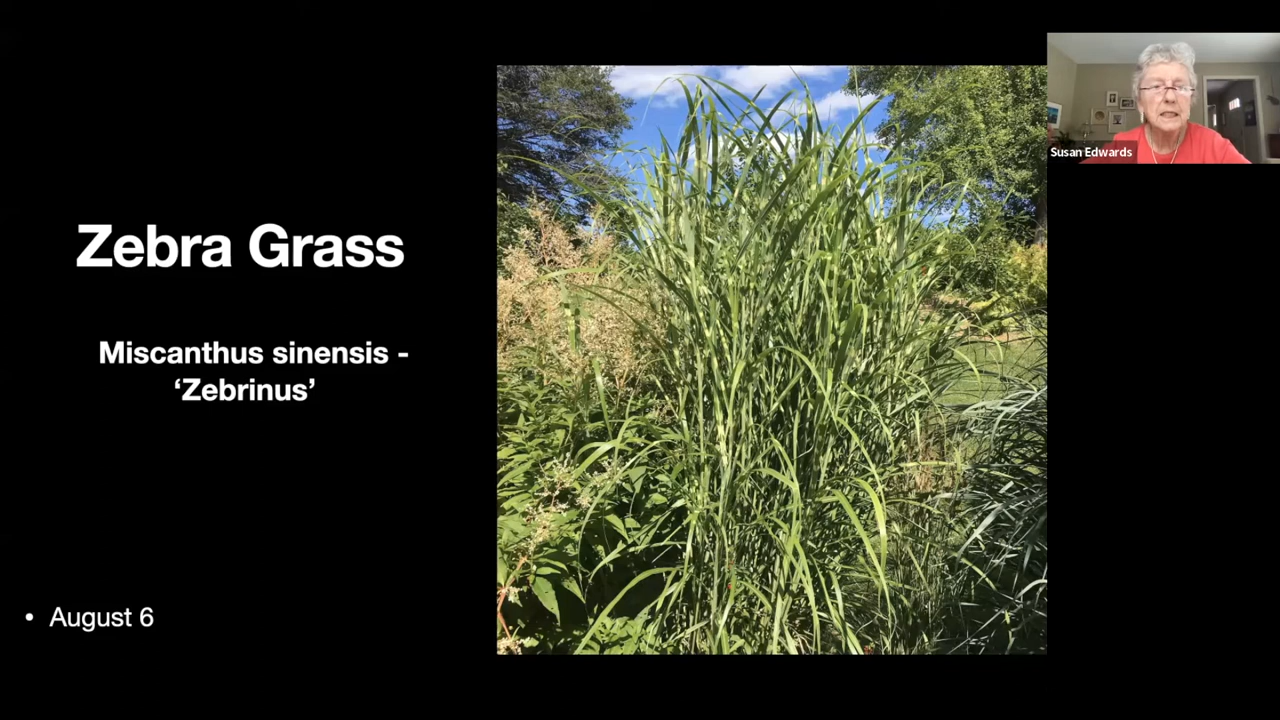 Zebra Grass
Miscanthus sinensis -
‘Zebrinus’
• August 6
Susan Edwards